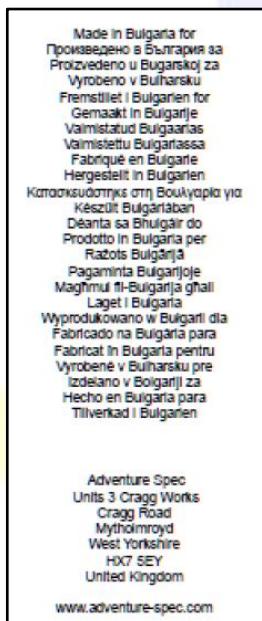 Made in Bulgaria for
Произведено в България за
Proizvedeno u Bugarskoj za
Vyrobeno v Bulharsku
Fremstillet i Bulgarien for
Gemaakt in Bulgarije
Valmistatud Bulgaarias
Valmistettu Bulgariassa
Fabriqué en Bulgarie
Hergestellt in Bulgarien
Κατασκευάστηκε στη Βουλγαρία για
Készült Bulgáriában
Déanta sa Bhulgáir do
Prodotto in Bulgaria per
Ražots Bulgārijā
Pagaminta Bulgarijoje
Magħmul fil-Bulgarija għall
Laget i Bulgaria
Wyprodukowano w Bułgarii dla
Fabricado na Bulgária para
Fabricat în Bulgaria pentru
Vyrobené v Bulharsku pre
Izdelano v Bolgariji za
Hecho en Bulgaria para
Tillverkad i Bulgarien
Adventure Spec
Units 3 Cragg Works
Cragg Road
Mytholmroyd
West Yorkshire
HX7 5EY
United Kingdom
www.adventure-spec.com